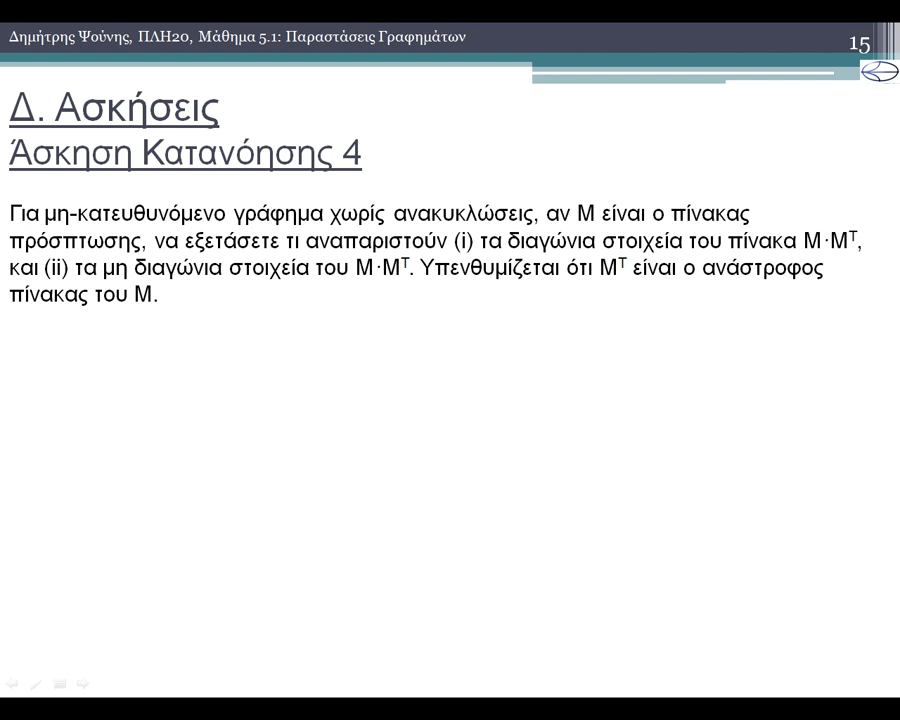 Δημήτρης Ψούνης, ΠΛΗ20, Μάθημα 5.1: Παραστάσεις Γραφημάτων
15
Δ. Ασκήσεις
Άσκηση Κατανόησης 4
Για μη-κατευθυνόμενο γράφημα χωρίς ανακυκλώσεις, αν Μ είναι ο πίνακας
πρόσπτωσης, να εξετάσετε τι αναπαριστούν (i) τα διαγώνια στοιχεία του πίνακα Μ·Μᵀ,
και (ii) τα μη διαγώνια στοιχεία του Μ·Μᵀ. Υπενθυμίζεται ότι Μᵀ είναι ο ανάστροφος
πίνακας του Μ.